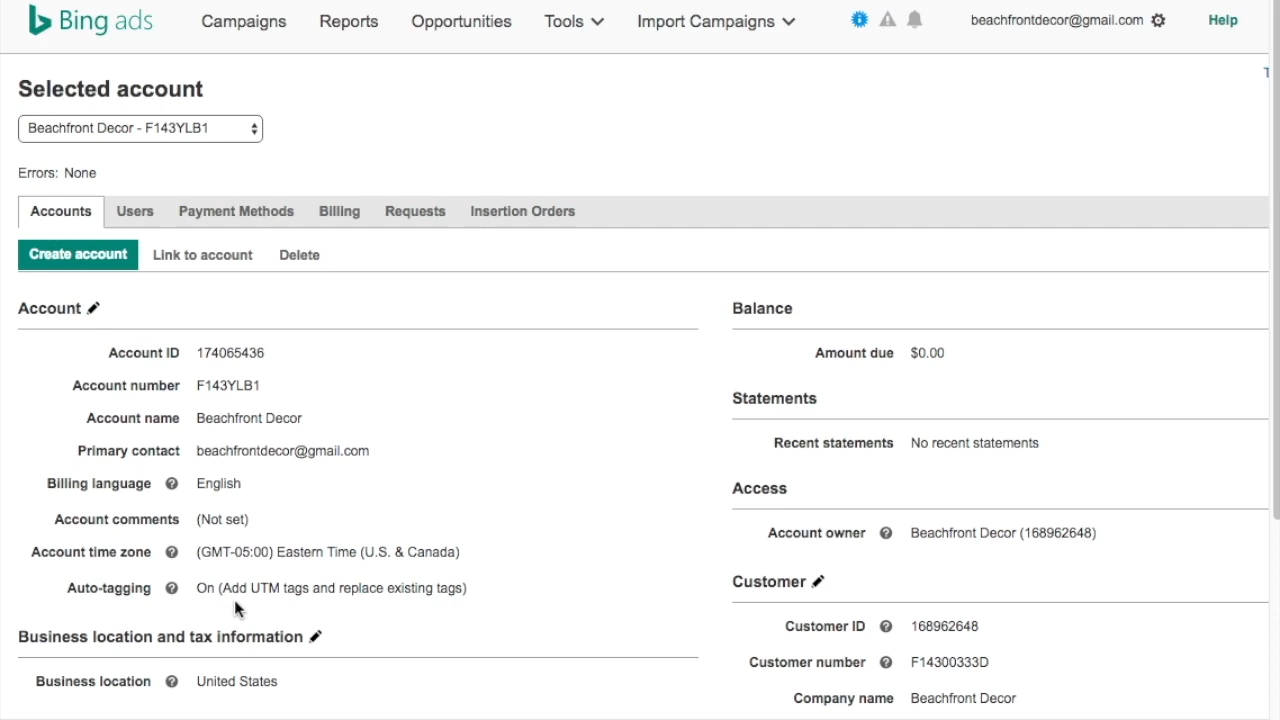 Bing ads
Campaigns
Reports
Opportunities
Tools
Import Campaigns
beachfrontdecor@gmail.com
Help
Selected account
Beachfront Decor - F143YLB1
Errors: None
Accounts
Users
Payment Methods
Billing
Requests
Insertion Orders
Create account
Link to account
Delete
Account
Account ID 174065436
Account number F143YLB1
Account name Beachfront Decor
Primary contact beachfrontdecor@gmail.com
Billing language English
Account comments (Not set)
Account time zone (GMT-05:00) Eastern Time (U.S. & Canada)
Auto-tagging On (Add UTM tags and replace existing tags)
Business location and tax information
Business location United States
Balance
Amount due $0.00
Statements
Recent statements No recent statements
Access
Account owner Beachfront Decor (168962648)
Customer
Customer ID 168962648
Customer number F14300333D
Company name Beachfront Decor